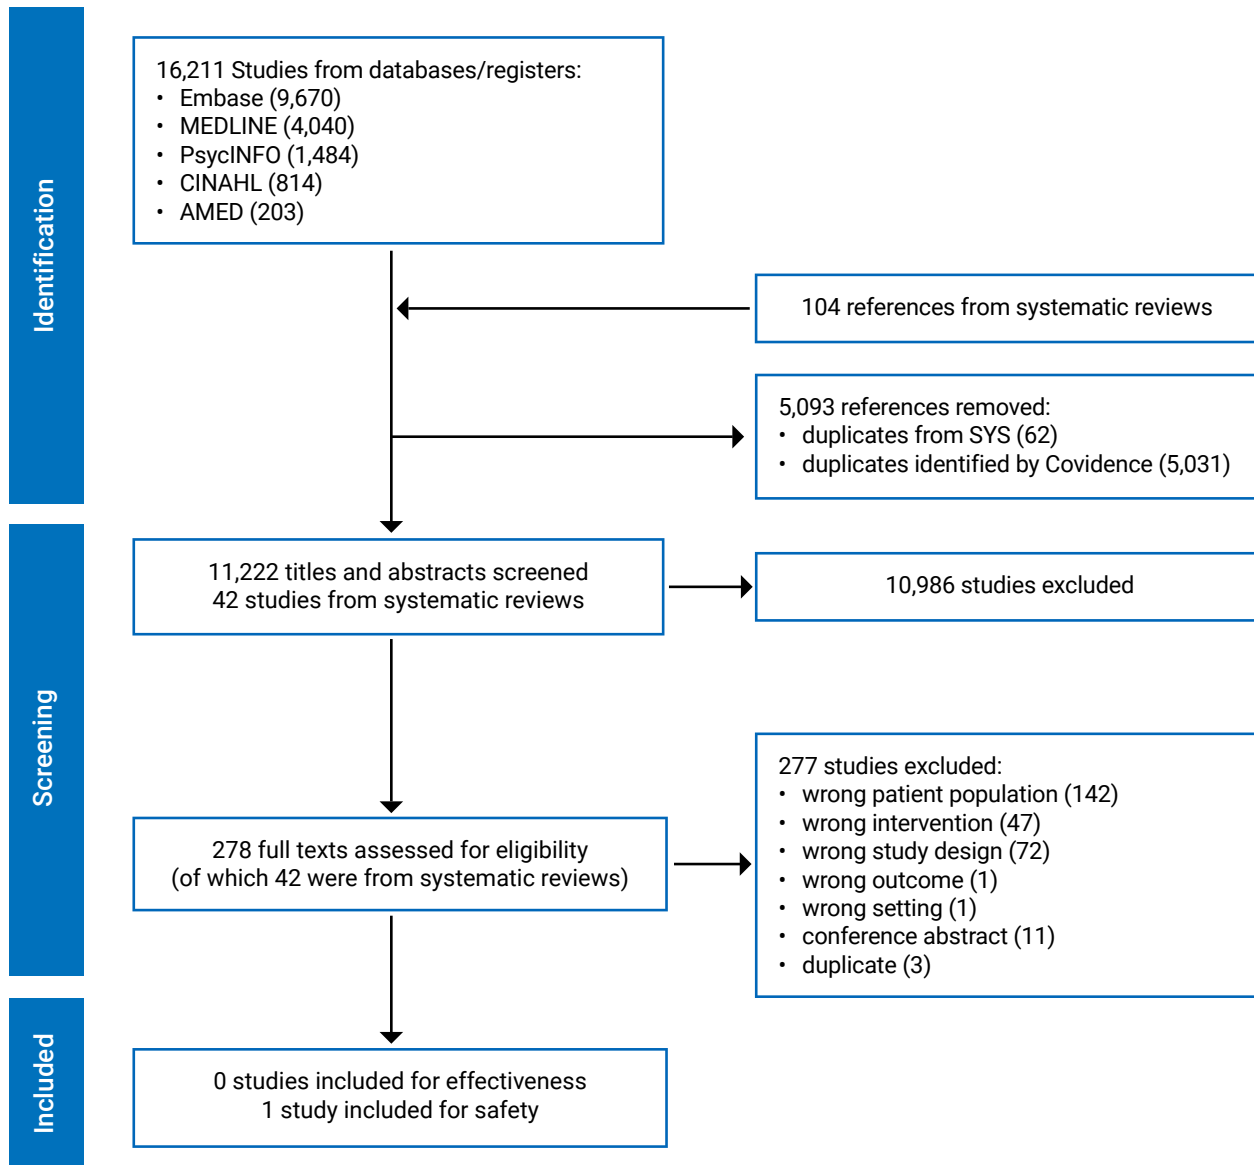 Identification
16,211 Studies from databases/registers:
• Embase (9,670)
• MEDLINE (4,040)
• PsycINFO (1,484)
• CINAHL (814)
• AMED (203)
104 references from systematic reviews
5,093 references removed:
• duplicates from SYS (62)
• duplicates identified by Covidence (5,031)
Screening
11,222 titles and abstracts screened
42 studies from systematic reviews
10,986 studies excluded
278 full texts assessed for eligibility
(of which 42 were from systematic reviews)
277 studies excluded:
• wrong patient population (142)
• wrong intervention (47)
• wrong study design (72)
• wrong outcome (1)
• wrong setting (1)
• conference abstract (11)
• duplicate (3)
Included
0 studies included for effectiveness
1 study included for safety